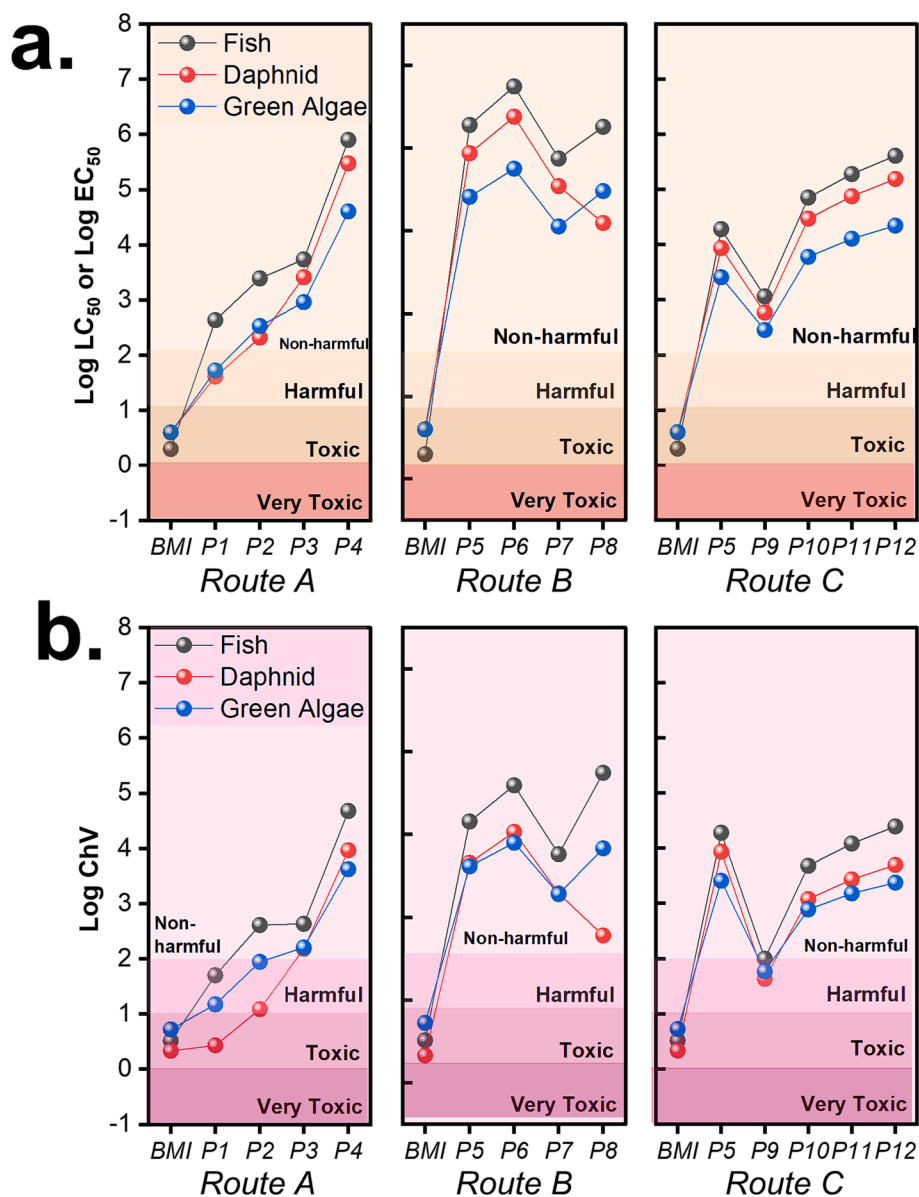 a.
Log LC50 or Log EC50
8
7
6
5
4
3
2
1
0
-1
Fish
Daphnid
Green Algae
Non-harmful
Harmful
Toxic
Very Toxic
BMI P1 P2 P3 P4
Route A
Non-harmful
Harmful
Toxic
Very Toxic
BMI P5 P6 P7 P8
Route B
Non-harmful
Harmful
Toxic
Very Toxic
BMI P5 P9 P10 P11 P12
Route C
b.
Log ChV
8
7
6
5
4
3
2
1
0
-1
Fish
Daphnid
Green Algae
Non-
harmful
Harmful
Toxic
Very Toxic
BMI P1 P2 P3 P4
Route A
Non-harmful
Harmful
Toxic
Very Toxic
BMI P5 P6 P7 P8
Route B
Non-harmful
Harmful
Toxic
Very Toxic
BMI P5 P9 P10 P11 P12
Route C